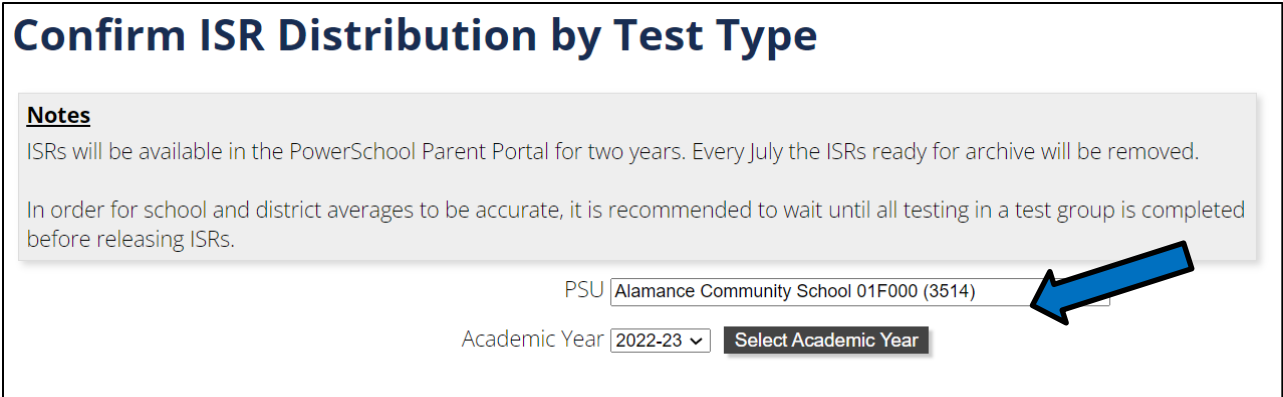 Confirm ISR Distribution by Test Type
Notes
ISRs will be available in the PowerSchool Parent Portal for two years. Every July the ISRs ready for archive will be removed.
In order for school and district averages to be accurate, it is recommended to wait until all testing in a test group is completed
before releasing ISRs.
PSU Alamance Community School 01F000 (3514)
Academic Year 2022-23 Select Academic Year